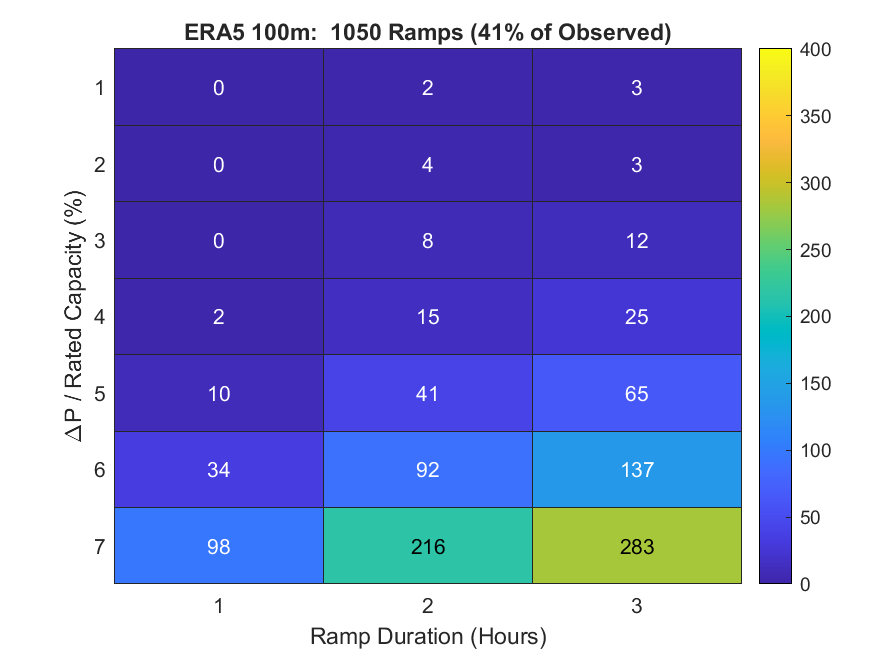 ERA5 100m:  1050 Ramps (41% of Observed)
ΔP / Rated Capacity (%)
1 0 2 3
2 0 4 3
3 0 8 12
4 2 15 25
5 10 41 65
6 34 92 137
7 98 216 283
1 2 3
Ramp Duration (Hours)
400
350
300
250
200
150
100
50
0